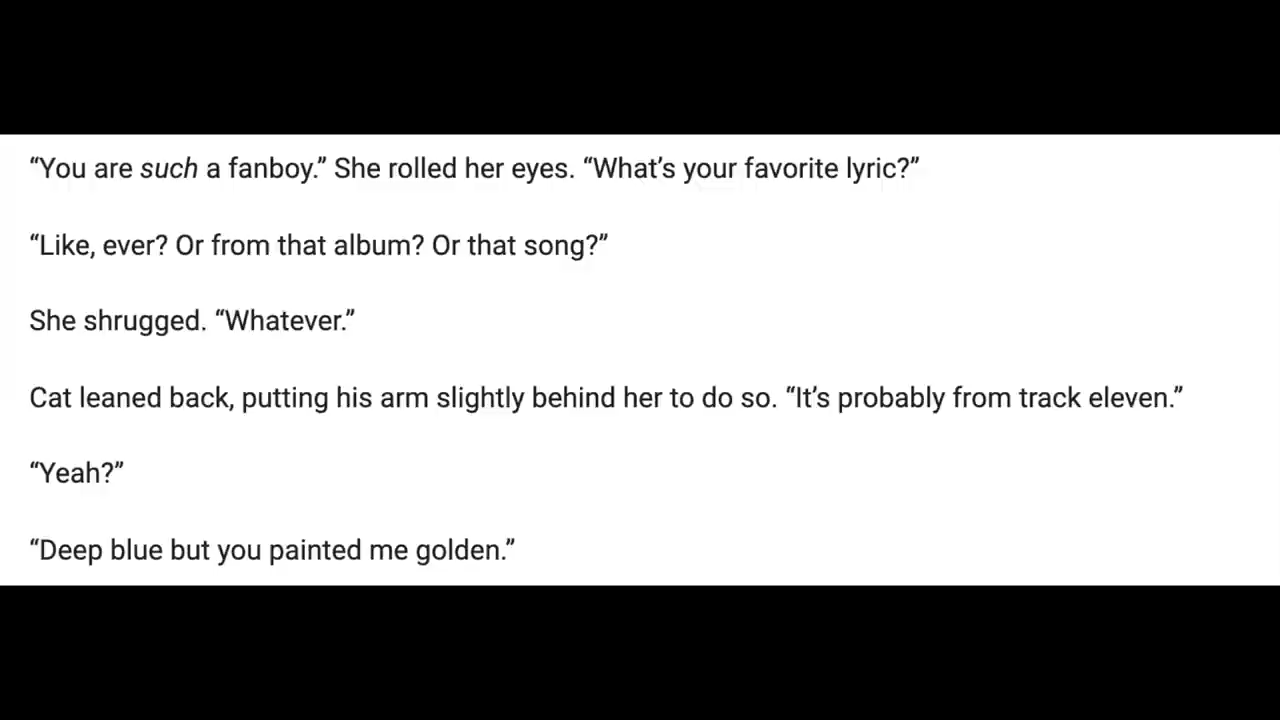 “You are such a fanboy.” She rolled her eyes. “What’s your favorite lyric?”
“Like, ever? Or from that album? Or that song?”
She shrugged. “Whatever.”
Cat leaned back, putting his arm slightly behind her to do so. “It’s probably from track eleven.”
“Yeah?”
“Deep blue but you painted me golden.”